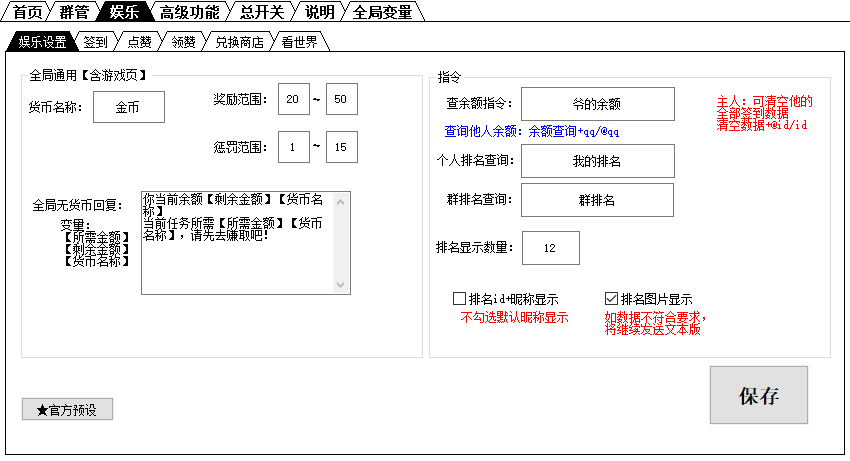 首页 群管 娱乐 高级功能 总开关 说明 全局变量
娱乐设置 签到 点赞 领赞 兑换商店 看世界
全局通用【含游戏页】
货币名称： 金币
奖励范围： 20 ~ 50
惩罚范围： 1 ~ 15
全局无货币回复：
变量：
【所需金额】
【剩余金额】
【货币名称】
你当前余额【剩余金额】【货币名
称】
当前任务所需【所需金额】【货币
名称】，请先去赚取吧！
指令
查余额指令： 爷的余额
查询他人余额：余额查询+qq/@qq
个人排名查询： 我的排名
群排名查询： 群排名
排名显示数量： 12
主人：可清空他的
全部签到数据
清空数据+@id/id
排名id+昵称显示
不勾选默认昵称显示
排名图片显示
如数据不符合要求，
将继续发送文本版
★官方预设
保存